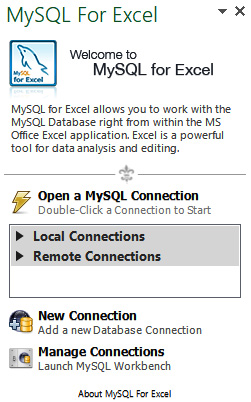 MySQL For Excel
MySQL
for Excel
Welcome to
MySQL for Excel
MySQL for Excel allows you to work with the
MySQL Database right from within the MS
Office Excel application. Excel is a powerful
tool for data analysis and editing.
Open a MySQL Connection
Double-Click a Connection to Start
Local Connections
Remote Connections
New Connection
Add a new Database Connection
Manage Connections
Launch MySQL Workbench
About MySQL For Excel